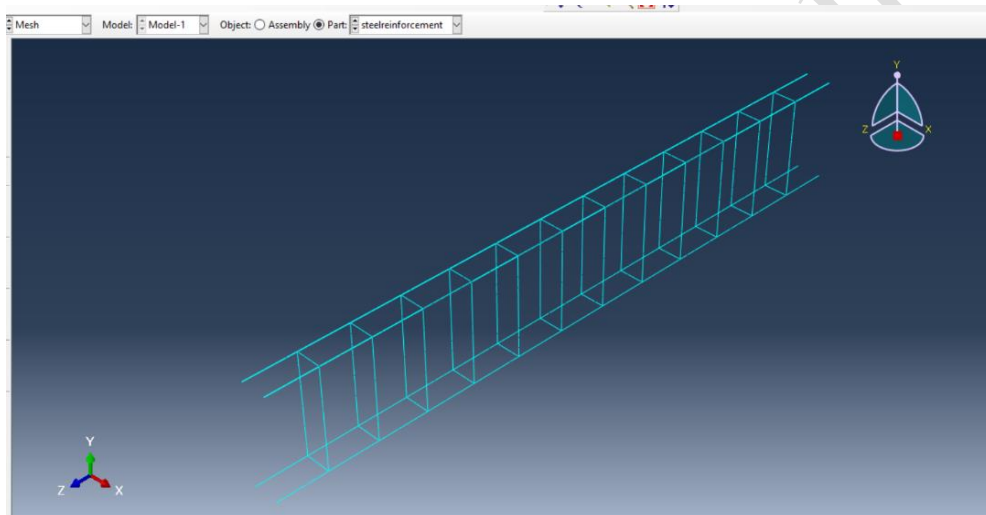 Mesh Model: Model-1 Object: Assembly Part: steelreinforcement
Y
Z X
Y
Z X